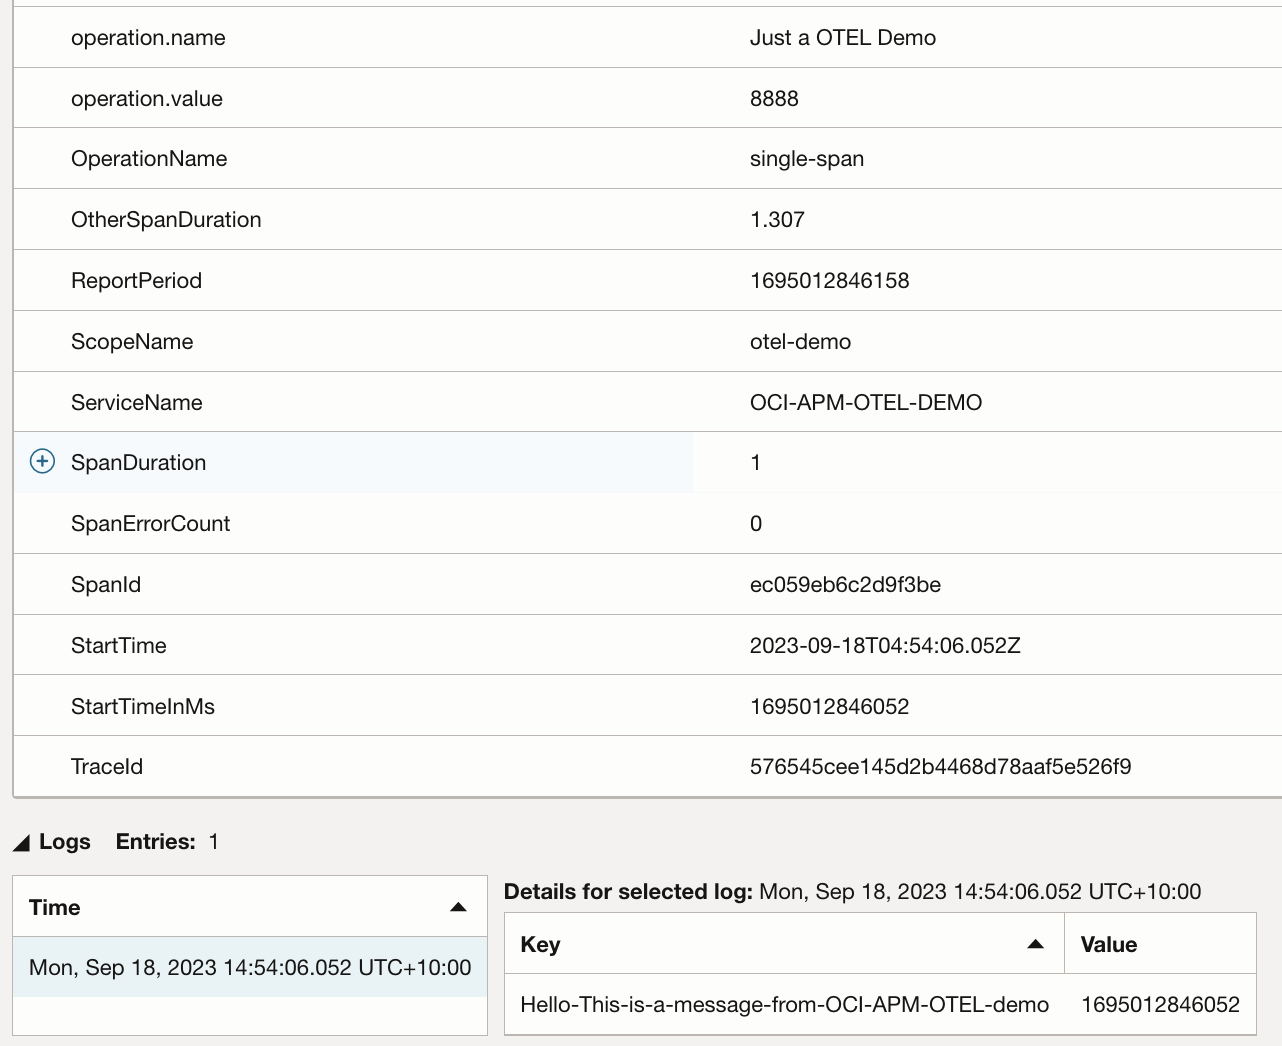 operation.name Just a OTEL Demo
operation.value 8888
OperationName single-span
OtherSpanDuration 1.307
ReportPeriod 1695012846158
ScopeName otel-demo
ServiceName OCI-APM-OTEL-DEMO
SpanDuration 1
SpanErrorCount 0
SpanId ec059eb6c2d9f3be
StartTime 2023-09-18T04:54:06.052Z
StartTimeInMs 1695012846052
TraceId 576545cee145d2b4468d78aaf5e526f9
Logs Entries: 1
Time
Mon, Sep 18, 2023 14:54:06.052 UTC+10:00
Details for selected log: Mon, Sep 18, 2023 14:54:06.052 UTC+10:00
Key Value
Hello-This-is-a-message-from-OCI-APM-OTEL-demo 1695012846052